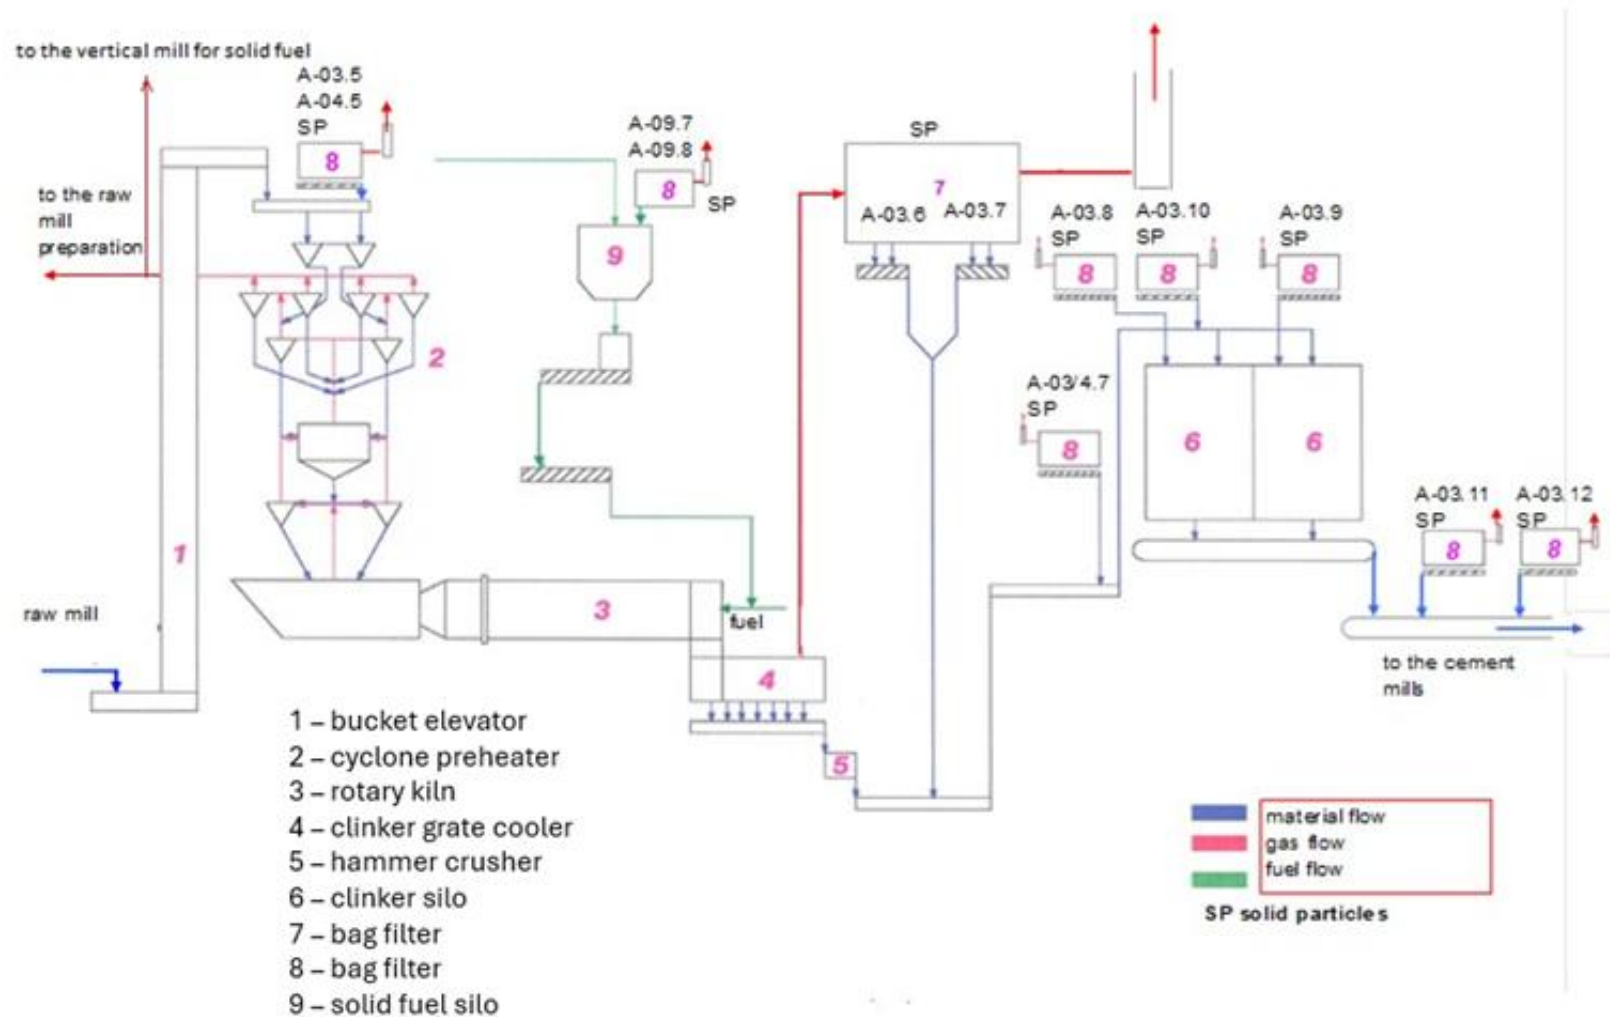 to the vertical mill for solid fuel
A-03.5
A-04.5
SP
8
A-09.7
A-09.8
8
SP
SP
7
A-03.6
A-03.7
A-03.8
SP
8
A-03.10
SP
8
A-03.9
SP
8
to the raw
mill
preparation
2
9
A-03/4.7
SP
8
6
6
A-03.11
SP
8
A-03.12
SP
8
1
raw mill
3
fuel
4
5
to the cement
mills
1 – bucket elevator
2 – cyclone preheater
3 – rotary kiln
4 – clinker grate cooler
5 – hammer crusher
6 – clinker silo
7 – bag filter
8 – bag filter
9 – solid fuel silo
material flow
gas flow
fuel flow
SP solid particles